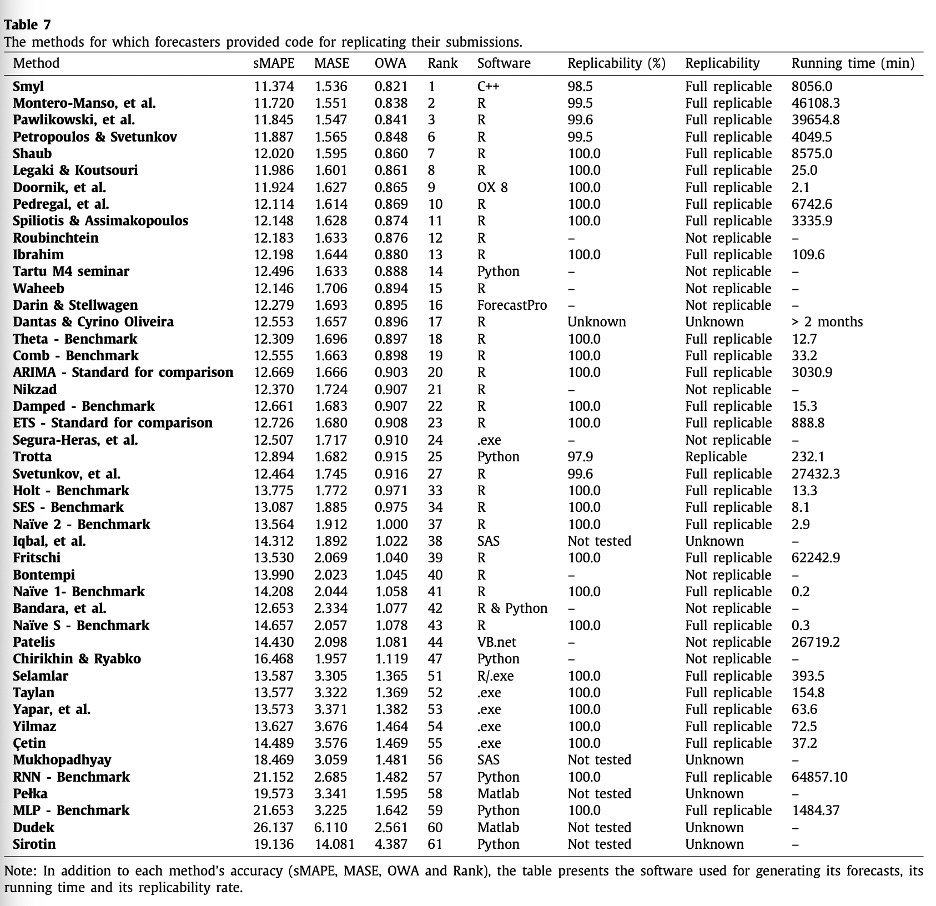 Table 7
The methods for which forecasters provided code for replicating their submissions.
Method sMAPE MASE OWA Rank Software Replicability (%) Replicability Running time (min)
Smyl 11.374 1.536 0.821 1 C++ 98.5 Full replicable 8056.0
Montero-Manso, et al. 11.720 1.551 0.838 2 R 99.5 Full replicable 46108.3
Pawlikowski, et al. 11.845 1.547 0.841 3 R 99.6 Full replicable 39654.8
Petropoulos & Svetunkov 11.887 1.565 0.848 6 R 99.5 Full replicable 4049.5
Shaub 12.020 1.595 0.860 7 R 100.0 Full replicable 8575.0
Legaki & Koutsouri 11.986 1.601 0.861 8 R 100.0 Full replicable 25.0
Doornik, et al. 11.924 1.627 0.865 9 OX 8 100.0 Full replicable 2.1
Pedregal, et al. 12.114 1.614 0.869 10 R 100.0 Full replicable 6742.6
Spiliotis & Assimakopoulos 12.148 1.628 0.874 11 R 100.0 Full replicable 3335.9
Roubinchtein 12.183 1.633 0.876 12 R – Not replicable –
Ibrahim 12.198 1.644 0.880 13 R 100.0 Full replicable 109.6
Tartu M4 seminar 12.496 1.633 0.888 14 Python – Not replicable –
Waheeb 12.146 1.706 0.894 15 R – Not replicable –
Darin & Stellwagen 12.279 1.693 0.895 16 ForecastPro – Not replicable –
Dantas & Cyrino Oliveira 12.553 1.657 0.896 17 R Unknown Unknown > 2 months
Theta - Benchmark 12.309 1.696 0.897 18 R 100.0 Full replicable 12.7
Comb - Benchmark 12.555 1.663 0.898 19 R 100.0 Full replicable 33.2
ARIMA - Standard for comparison 12.669 1.666 0.903 20 R 100.0 Full replicable 3030.9
Nikzad 12.370 1.724 0.907 21 R – Not replicable –
Damped - Benchmark 12.661 1.683 0.907 22 R 100.0 Full replicable 15.3
ETS - Standard for comparison 12.726 1.680 0.908 23 R 100.0 Full replicable 888.8
Segura-Heras, et al. 12.507 1.717 0.910 24 .exe – Not replicable –
Trotta 12.894 1.682 0.915 25 Python 97.9 Replicable 232.1
Svetunkov, et al. 12.464 1.745 0.916 27 R 99.6 Full replicable 27432.3
Holt - Benchmark 13.775 1.772 0.971 33 R 100.0 Full replicable 13.3
SES - Benchmark 13.087 1.885 0.975 34 R 100.0 Full replicable 8.1
Naïve 2 - Benchmark 13.564 1.912 1.000 37 R 100.0 Full replicable 2.9
Iqbal, et al. 14.312 1.892 1.022 38 SAS Not tested Unknown –
Fritschi 13.530 2.069 1.040 39 R 100.0 Full replicable 62242.9
Bontempi 13.990 2.023 1.045 40 R – Not replicable –
Naïve 1- Benchmark 14.208 2.044 1.058 41 R 100.0 Full replicable 0.2
Bandara, et al. 12.653 2.334 1.077 42 R & Python – Not replicable –
Naïve S - Benchmark 14.657 2.057 1.078 43 R 100.0 Full replicable 0.3
Patelis 14.430 2.098 1.081 44 VB.net – Not replicable 26719.2
Chirikhin & Ryabko 16.468 1.957 1.119 47 Python – Not replicable –
Selamlar 13.587 3.305 1.365 51 R/.exe 100.0 Full replicable 393.5
Taylan 13.577 3.322 1.369 52 .exe 100.0 Full replicable 154.8
Yapar, et al. 13.573 3.371 1.382 53 .exe 100.0 Full replicable 63.6
Yilmaz 13.627 3.676 1.464 54 .exe 100.0 Full replicable 72.5
Çetin 14.489 3.576 1.469 55 .exe 100.0 Full replicable 37.2
Mukhopadhyay 18.469 3.059 1.481 56 SAS Not tested Unknown –
RNN - Benchmark 21.152 2.685 1.482 57 Python 100.0 Full replicable 64857.10
Pełka 19.573 3.341 1.595 58 Matlab Not tested Unknown –
MLP - Benchmark 21.653 3.225 1.642 59 Python 100.0 Full replicable 1484.37
Dudek 26.137 6.110 2.561 60 Matlab Not tested Unknown –
Sirotin 19.136 14.081 4.387 61 Python Not tested Unknown –
Note: In addition to each method's accuracy (sMAPE, MASE, OWA and Rank), the table presents the software used for generating its forecasts, its
running time and its replicability rate.